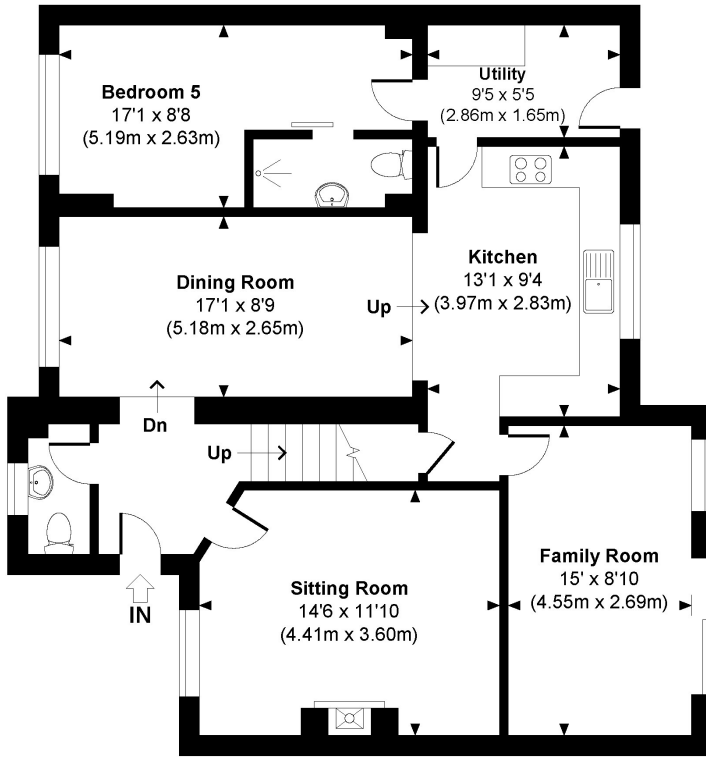 Bedroom 5
17'1 x 8'8
(5.19m x 2.63m)
Utility
9'5 x 5'5
(2.86m x 1.65m)
Dining Room
17'1 x 8'9
(5.18m x 2.65m)
Up
Kitchen
13'1 x 9'4
(3.97m x 2.83m)
Dn
Up
IN
Sitting Room
14'6 x 11'10
(4.41m x 3.60m)
Family Room
15' x 8'10
(4.55m x 2.69m)